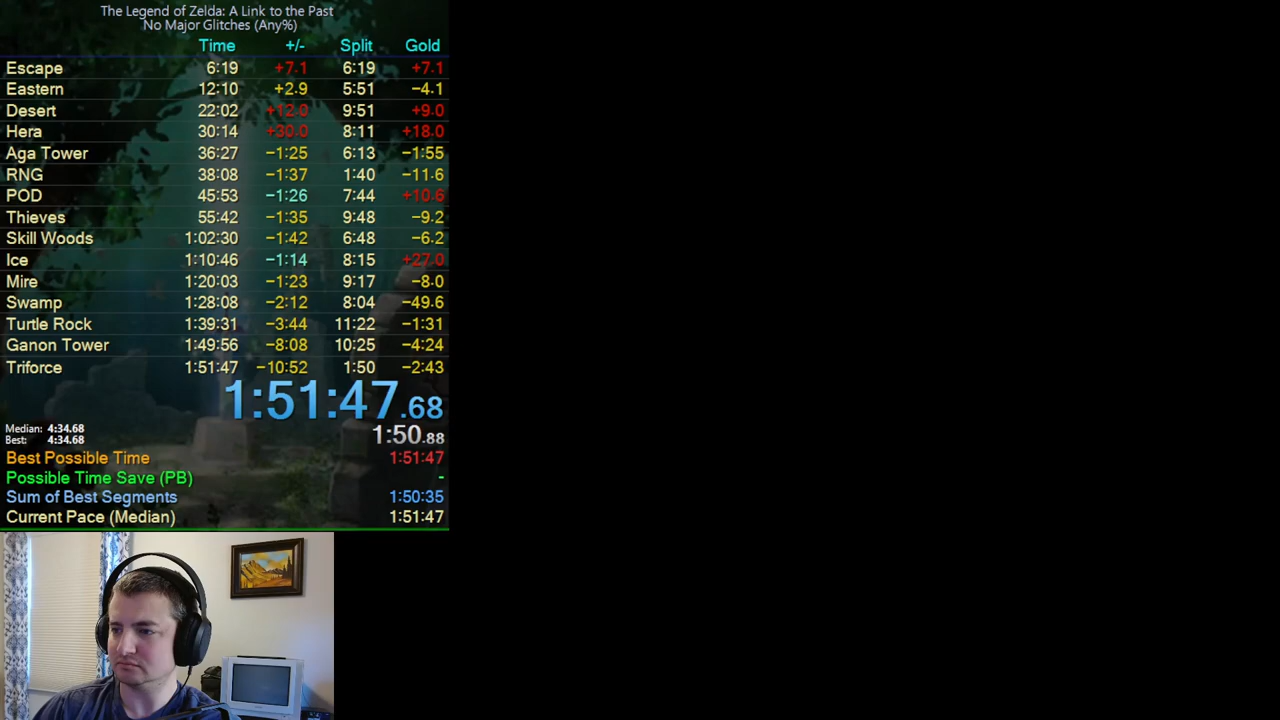 The Legend of Zelda: A Link to the Past
No Major Glitches (Any%)
Time +/- Split Gold
Escape 6:19 +7.1 6:19 +7.1
Eastern 12:10 +2.9 5:51 −4.1
Desert 22:02 +12.0 9:51 +9.0
Hera 30:14 +30.0 8:11 +18.0
Aga Tower 36:27 −1:25 6:13 −1:55
RNG 38:08 −1:37 1:40 −11.6
POD 45:53 −1:26 7:44 +10.6
Thieves 55:42 −1:35 9:48 −9.2
Skill Woods 1:02:30 −1:42 6:48 −6.2
Ice 1:10:46 −1:14 8:15 +27.0
Mire 1:20:03 −1:23 9:17 −8.0
Swamp 1:28:08 −2:12 8:04 −49.6
Turtle Rock 1:39:31 −3:44 11:22 −1:31
Ganon Tower 1:49:56 −8:08 10:25 −4:24
Triforce 1:51:47 −10:52 1:50 −2:43
1:51:47.68
Median: 4:34.68
Best: 4:34.68
1:50.88
Best Possible Time 1:51:47
Possible Time Save (PB) -
Sum of Best Segments 1:50:35
Current Pace (Median) 1:51:47